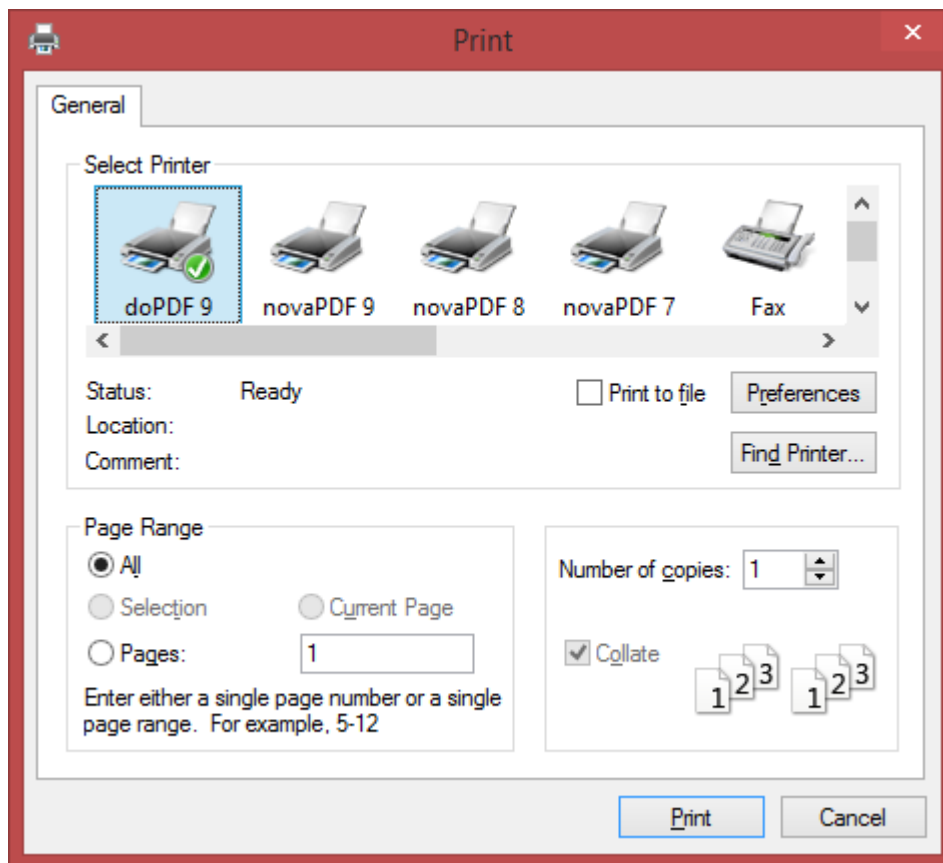 Print
General
Select Printer
doPDF 9 novaPDF 9 novaPDF 8 novaPDF 7 Fax
Status: Ready Print to file Preferences
Location:
Comment: Find Printer...
Page Range
All
Selection Current Page
Pages: 1
Enter either a single page number or a single
page range. For example, 5-12
Number of copies: 1
Collate
1 2 3 1 2 3
Print Cancel